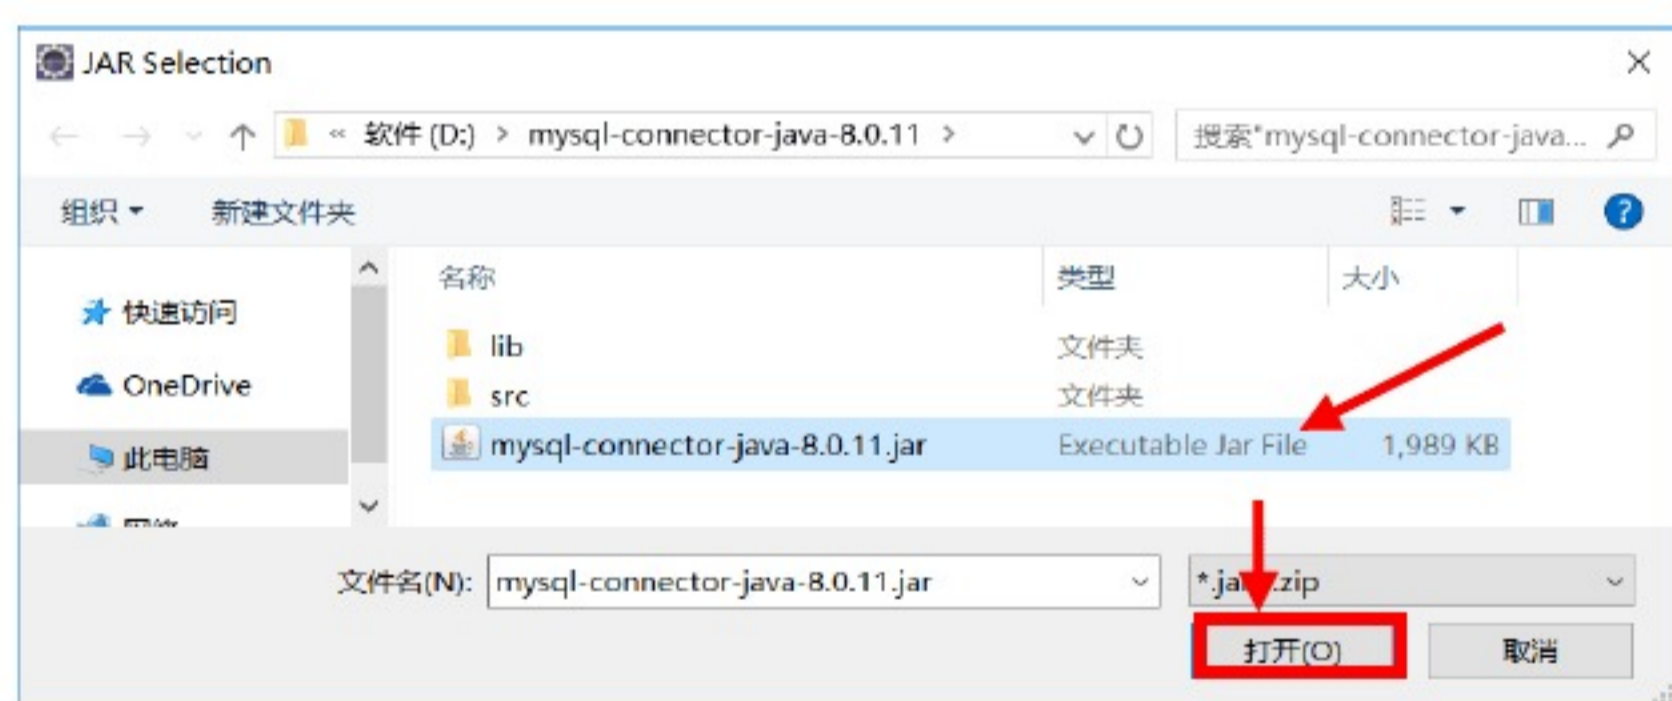 JAR Selection
« 软件 (D:) > mysql-connector-java-8.0.11 >
搜索"mysql-connector-java...
组织
新建文件夹
名称 类型 大小
快速访问
lib 文件夹
OneDrive
src 文件夹
此电脑
mysql-connector-java-8.0.11.jar Executable Jar File 1,989 KB
文件名(N): mysql-connector-java-8.0.11.jar
.zip
打开(O) 取消